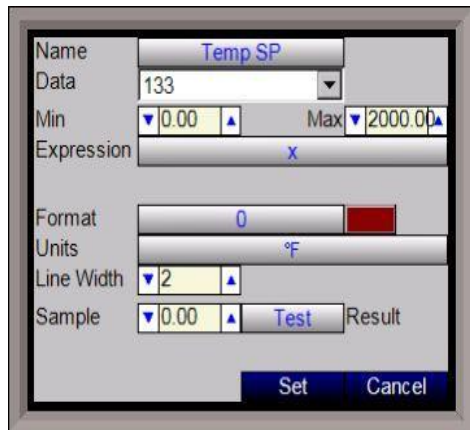 Name Temp SP
Data 133
Min 0.00 Max 2000.00
Expression x
Format 0
Units °F
Line Width 2
Sample 0.00 Test Result
Set Cancel